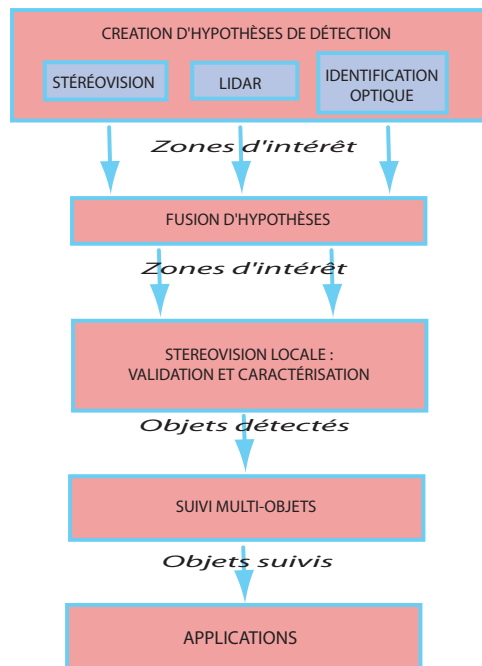 CREATION D'HYPOTHÈSES DE DÉTECTION
STÉRÉOVISION
LIDAR
IDENTIFICATION
OPTIQUE
Zones d'intérêt
FUSION D'HYPOTHÈSES
Zones d'intérêt
STEREOVISION LOCALE :
VALIDATION ET CARACTÉRISATION
Objets détectés
SUIVI MULTI-OBJETS
Objets suivis
APPLICATIONS